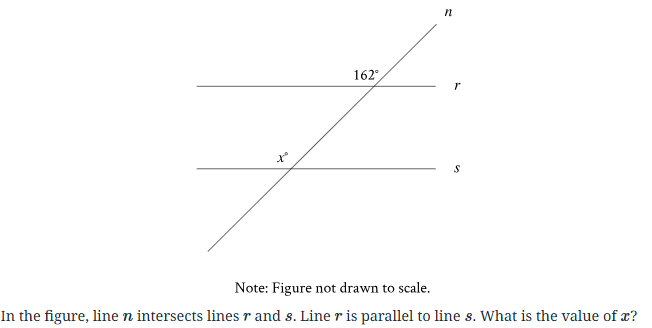 n
162°
r
x°
s
Note: Figure not drawn to scale.
In the figure, line n intersects lines r and s. Line r is parallel to line s. What is the value of x?